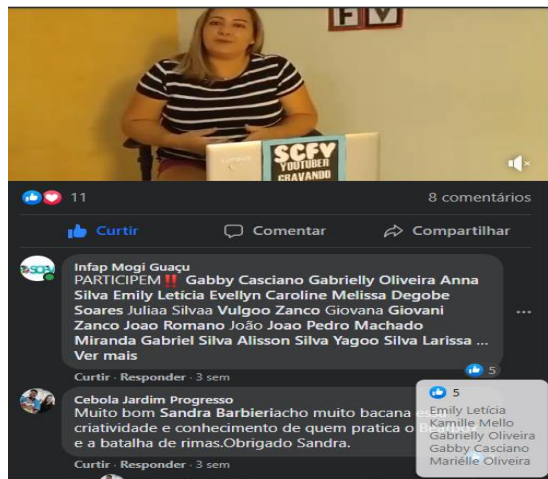 F V
SCFV
YOUTUBER
GRAVANDO
11
8 comentários
Curtir
Comentar
Compartilhar
Infap Mogi Guaçu
PARTICIPEM‼ Gabby Casciano Gabrielly Oliveira Anna
Silva Emily Letícia Evellyn Caroline Melissa Degobe
Soares Juliaa Silvaa Vulgoo Zanco Giovana Giovani
Zanco Joao Romano João Joao Pedro Machado
Miranda Gabriel Silva Alisson Silva Yagoo Silva Larissa ...
Ver mais
5
Curtir · Responder · 3 sem
Cebola Jardim Progresso
Muito bom Sandra Barbieriacho muito bacana
criatividade e conhecimento de quem pratica o
e a batalha de rimas.Obrigado Sandra.
Curtir · Responder · 3 sem
5
Emily Letícia
Kamille Mello
Gabrielly Oliveira
Gabby Casciano
Mariélle Oliveira